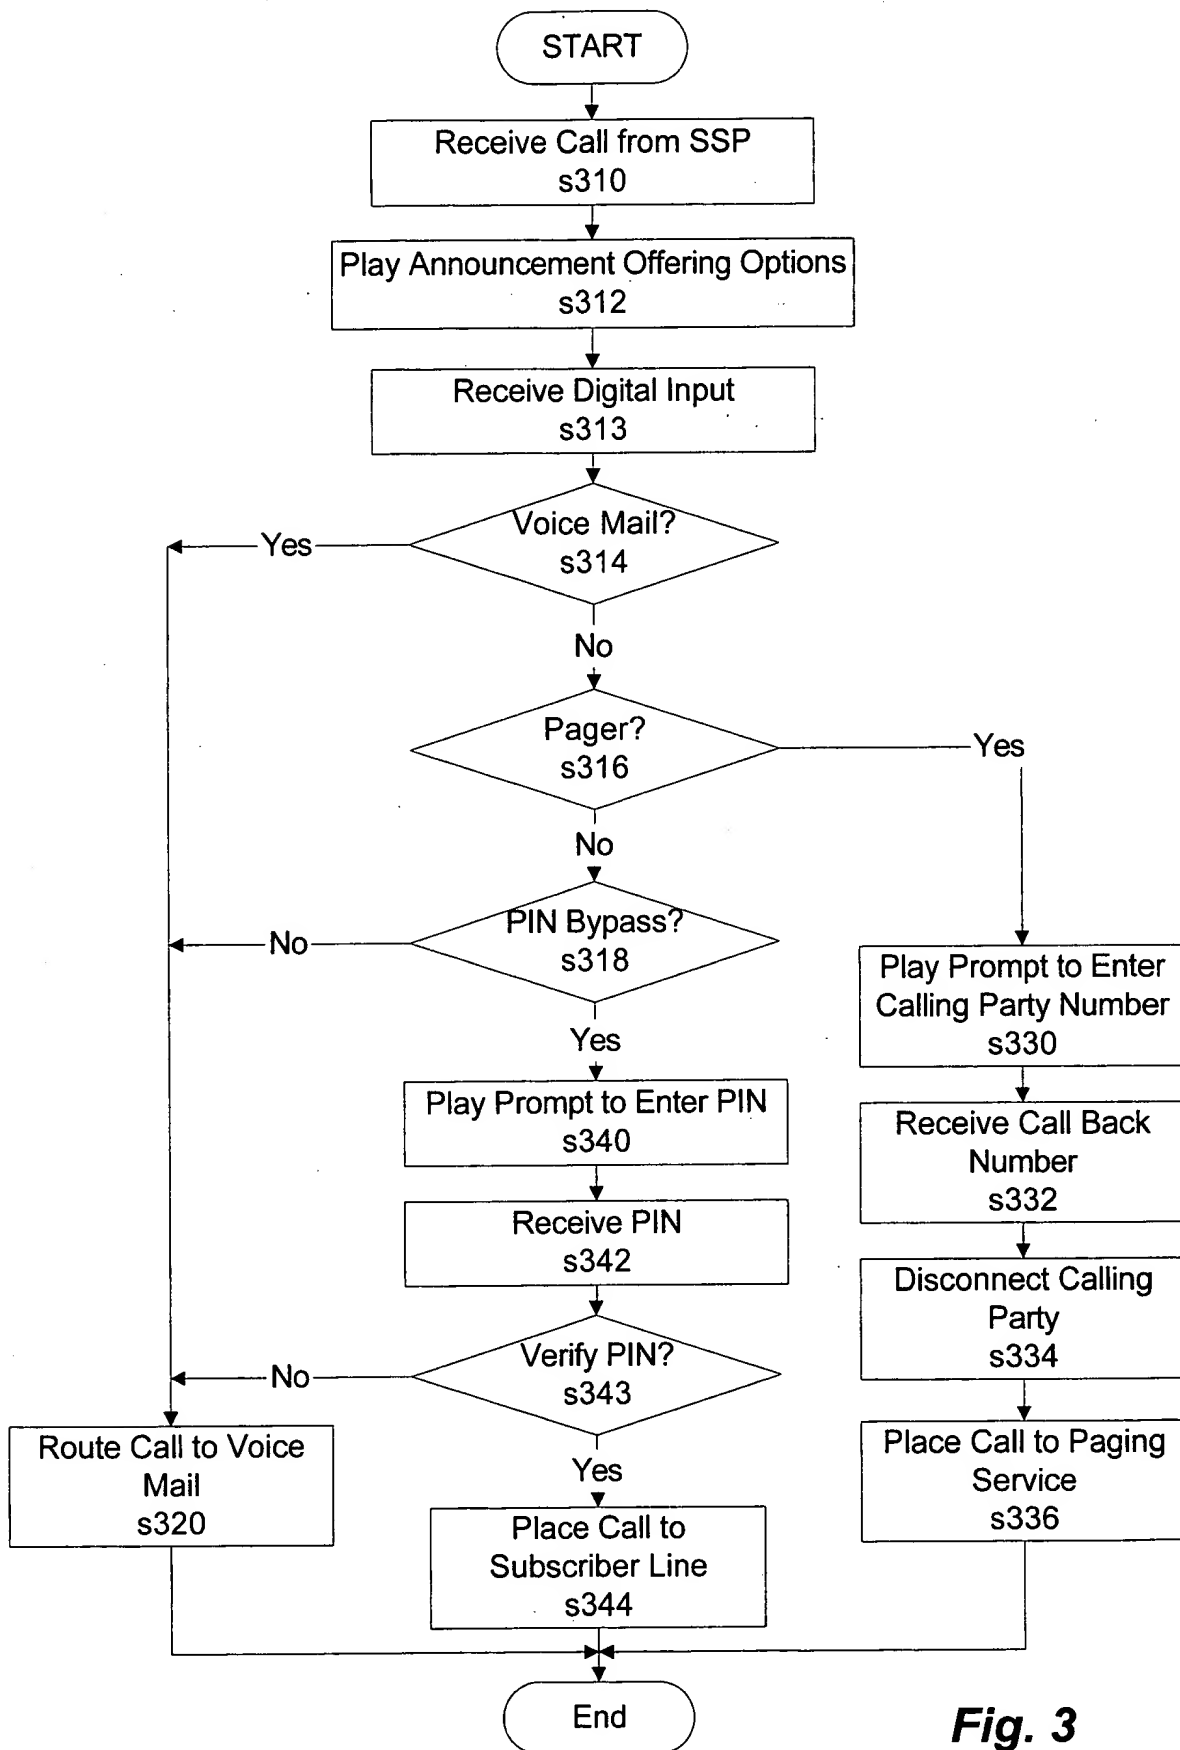 START
Receive Call from SSP
s310
Play Announcement Offering Options
s312
Receive Digital Input
s313
Voice Mail?
s314
Yes
No
Pager?
s316
Yes
No
PIN Bypass?
s318
No
Yes
Play Prompt to Enter
Calling Party Number
s330
Play Prompt to Enter PIN
s340
Receive Call Back
Number
s332
Receive PIN
s342
Disconnect Calling
Party
s334
Verify PIN?
s343
No
Yes
Route Call to Voice
Mail
s320
Place Call to Paging
Service
s336
Place Call to
Subscriber Line
s344
End
Fig. 3